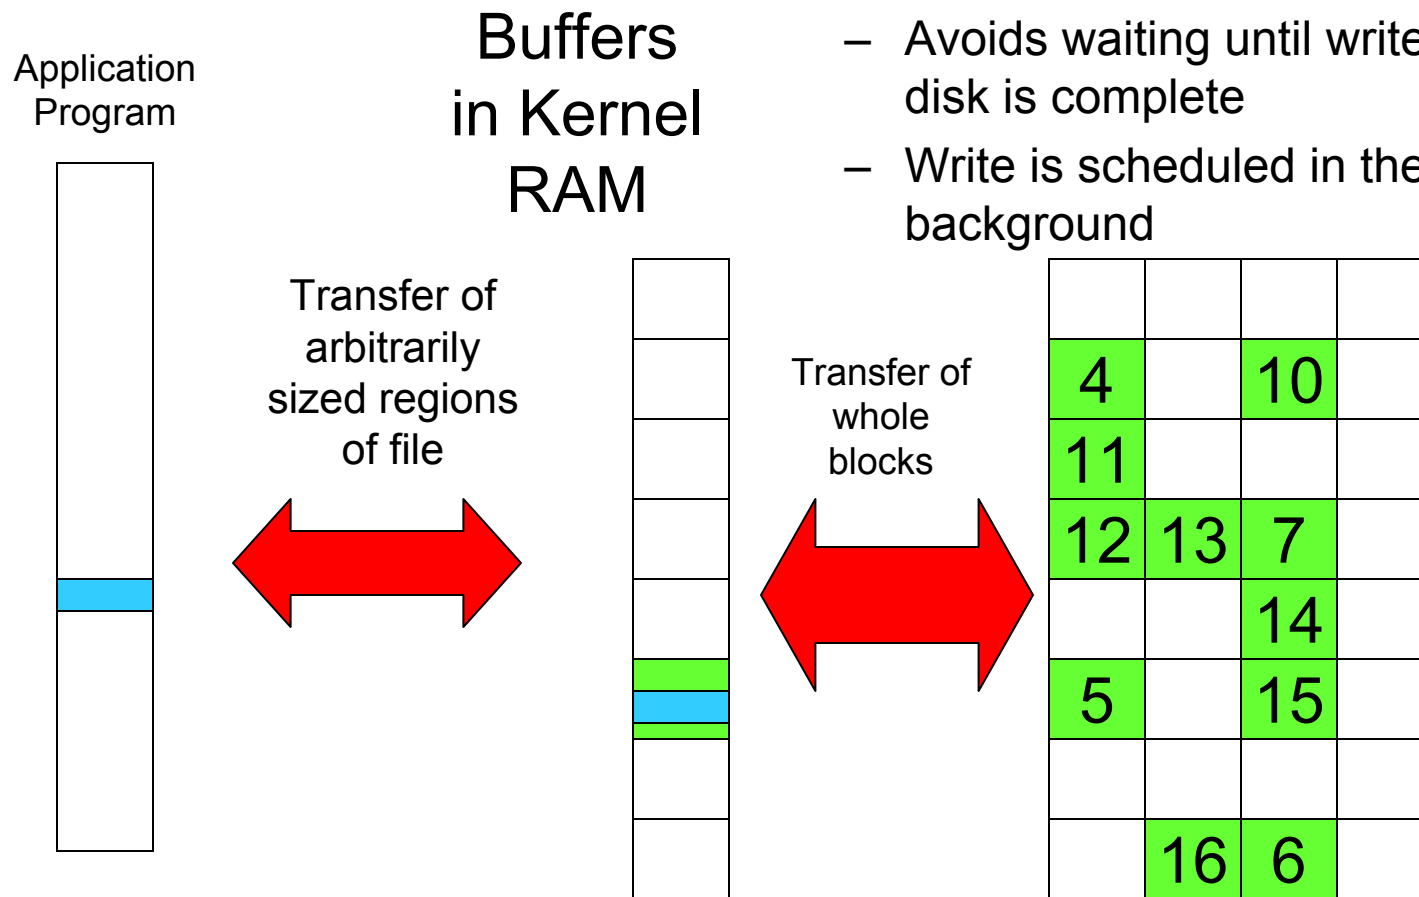 Application
Program
Buffers
in Kernel
RAM
– Avoids waiting until write
disk is complete
– Write is scheduled in the
background
Transfer of
arbitrarily
sized regions
of file
Transfer of
whole
blocks
4 10
11
12 13 7
14
5 15
16 6